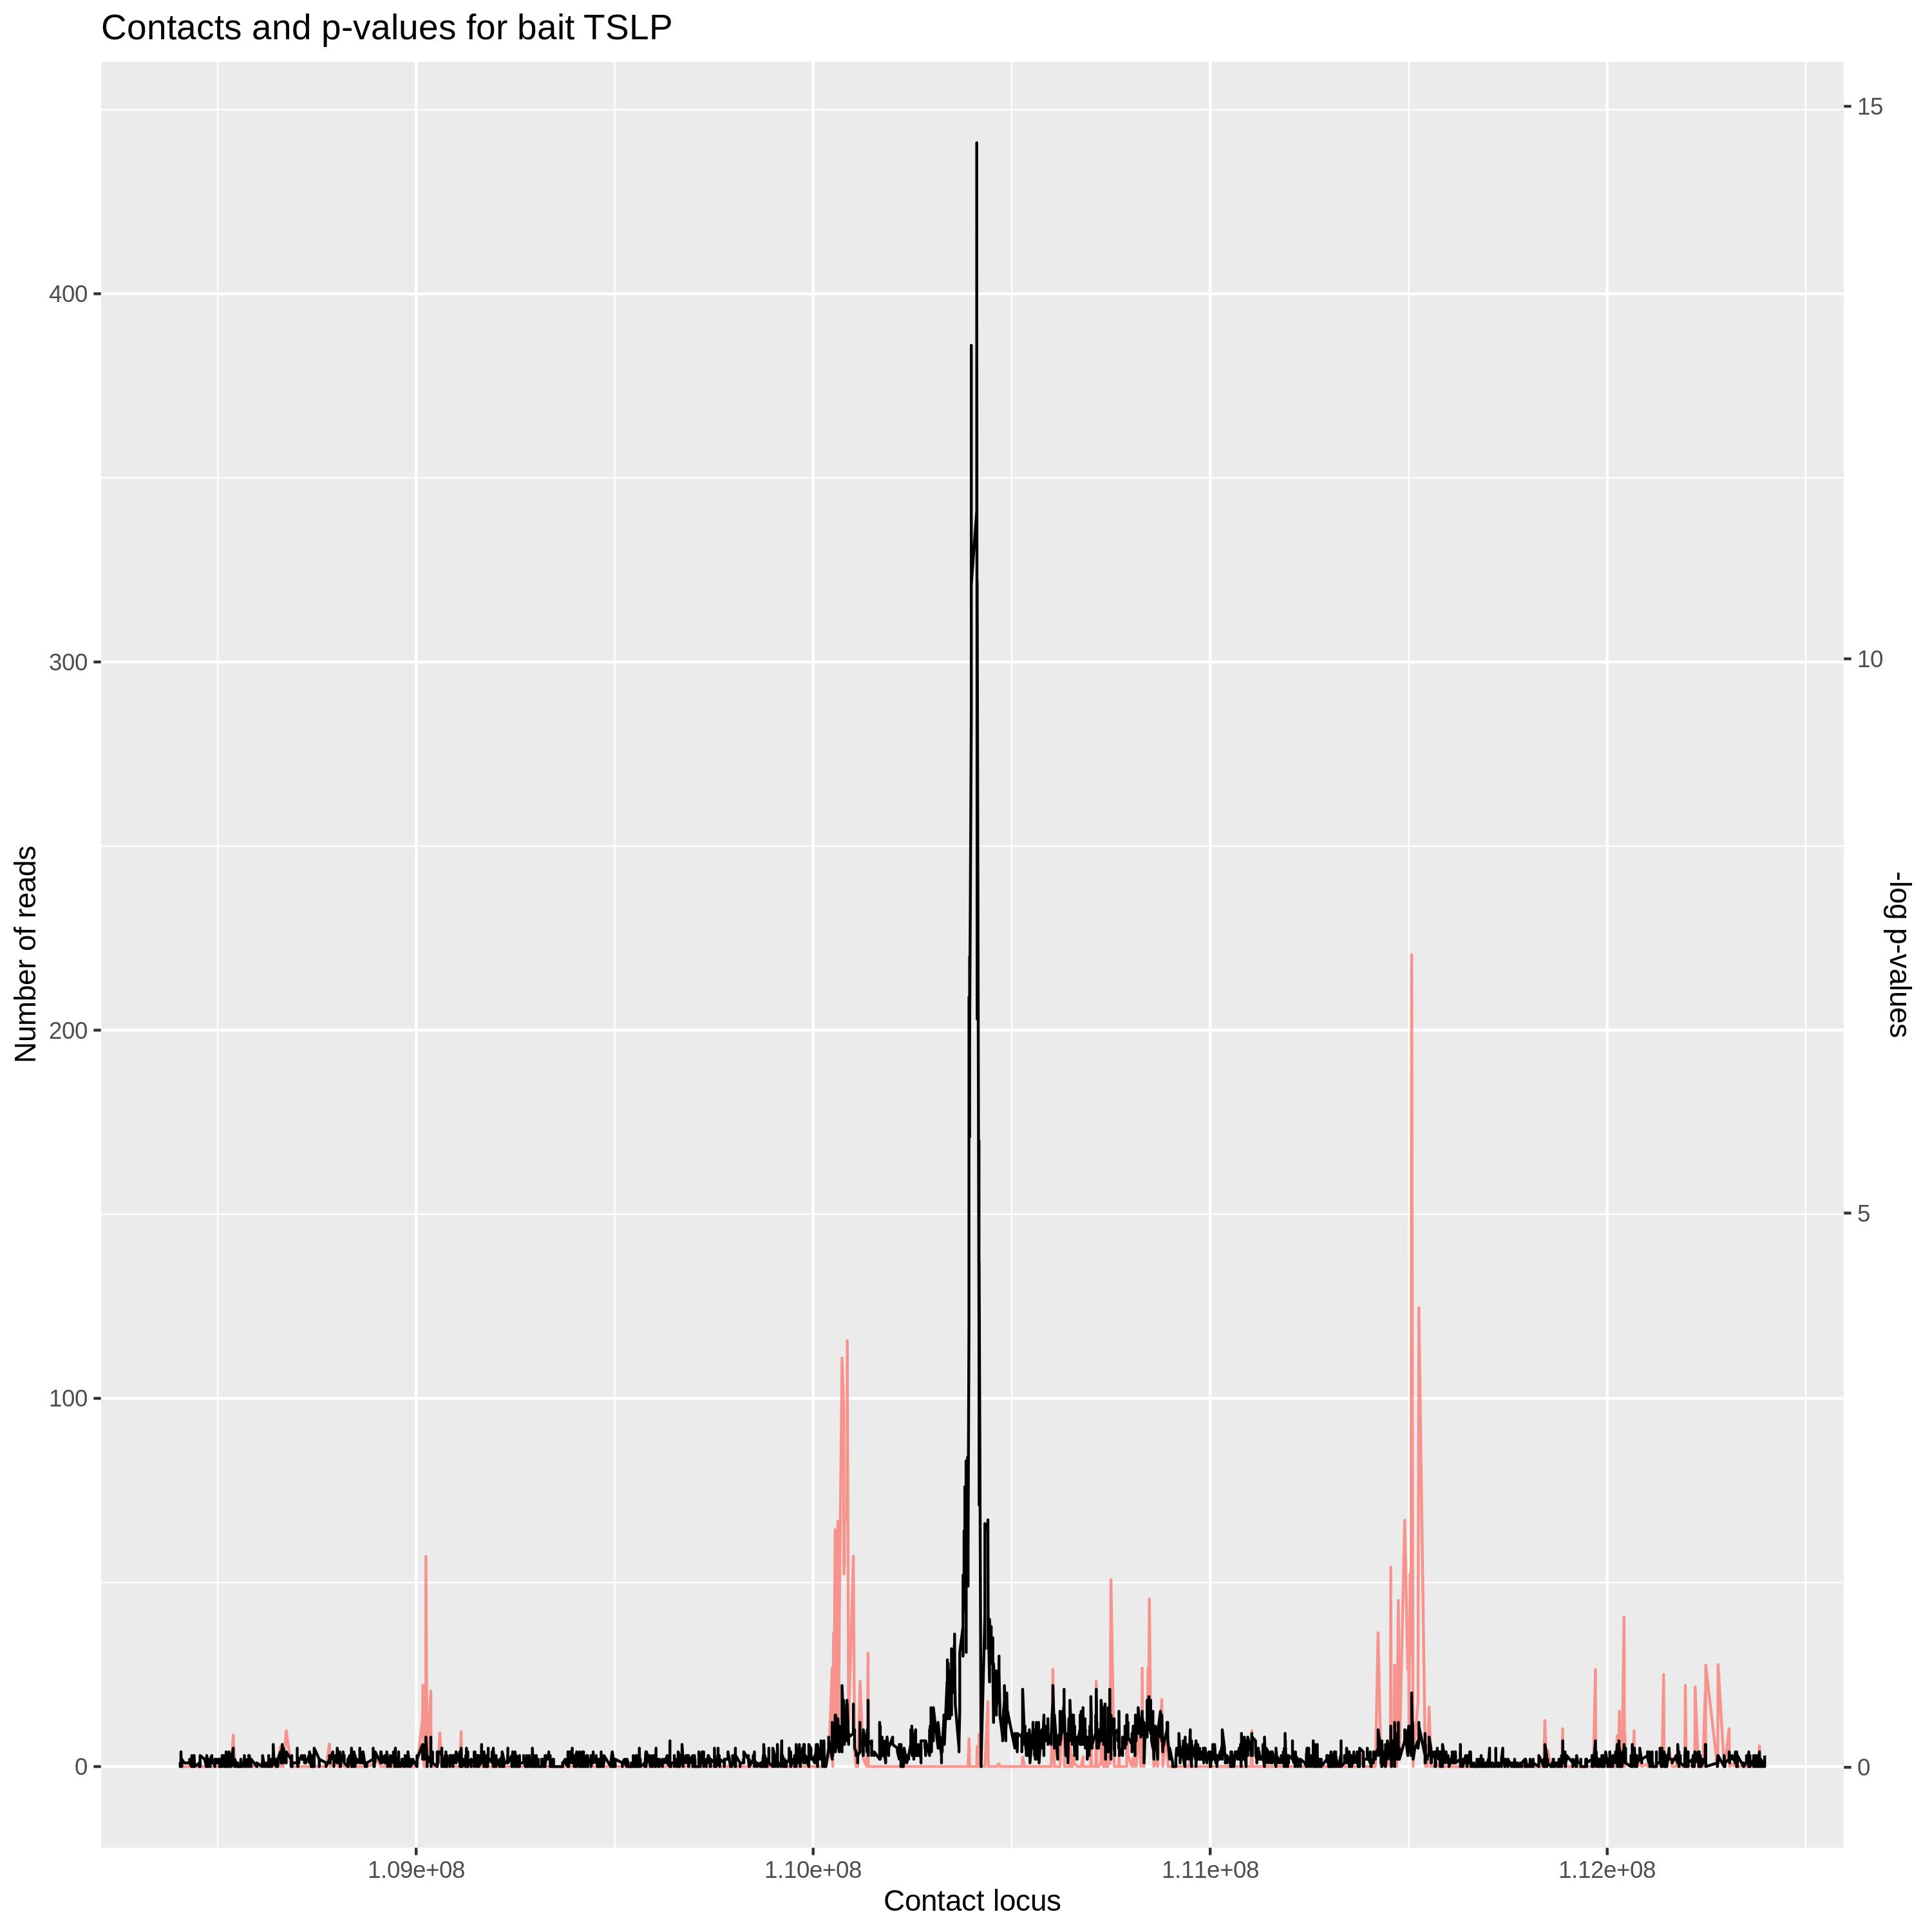 Contacts and p-values for bait TSLP
Number of reads
400
300
200
100
0
15
10
5
0
-log p-values
1.09e+08 1.10e+08 1.11e+08 1.12e+08
Contact locus